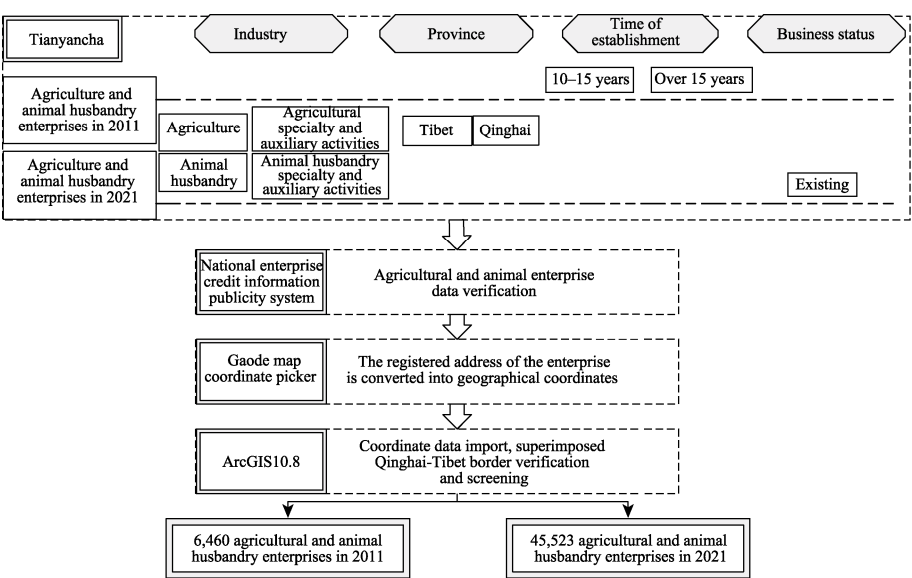 Tianyancha
Industry
Province
Time of
establishment
Business status
10–15 years
Over 15 years
Agriculture and
animal husbandry
enterprises in 2011
Agriculture
Agricultural
specialty and
auxiliary activities
Tibet
Qinghai
Agriculture and
animal husbandry
enterprises in 2021
Animal
husbandry
Animal husbandry
specialty and
auxiliary activities
Existing
National enterprise
credit information
publicity system
Agricultural and animal enterprise
data verification
Gaode map
coordinate picker
The registered address of the enterprise
is converted into geographical coordinates
ArcGIS10.8
Coordinate data import, superimposed
Qinghai-Tibet border verification
and screening
6,460 agricultural and animal
husbandry enterprises in 2011
45,523 agricultural and animal
husbandry enterprises in 2021